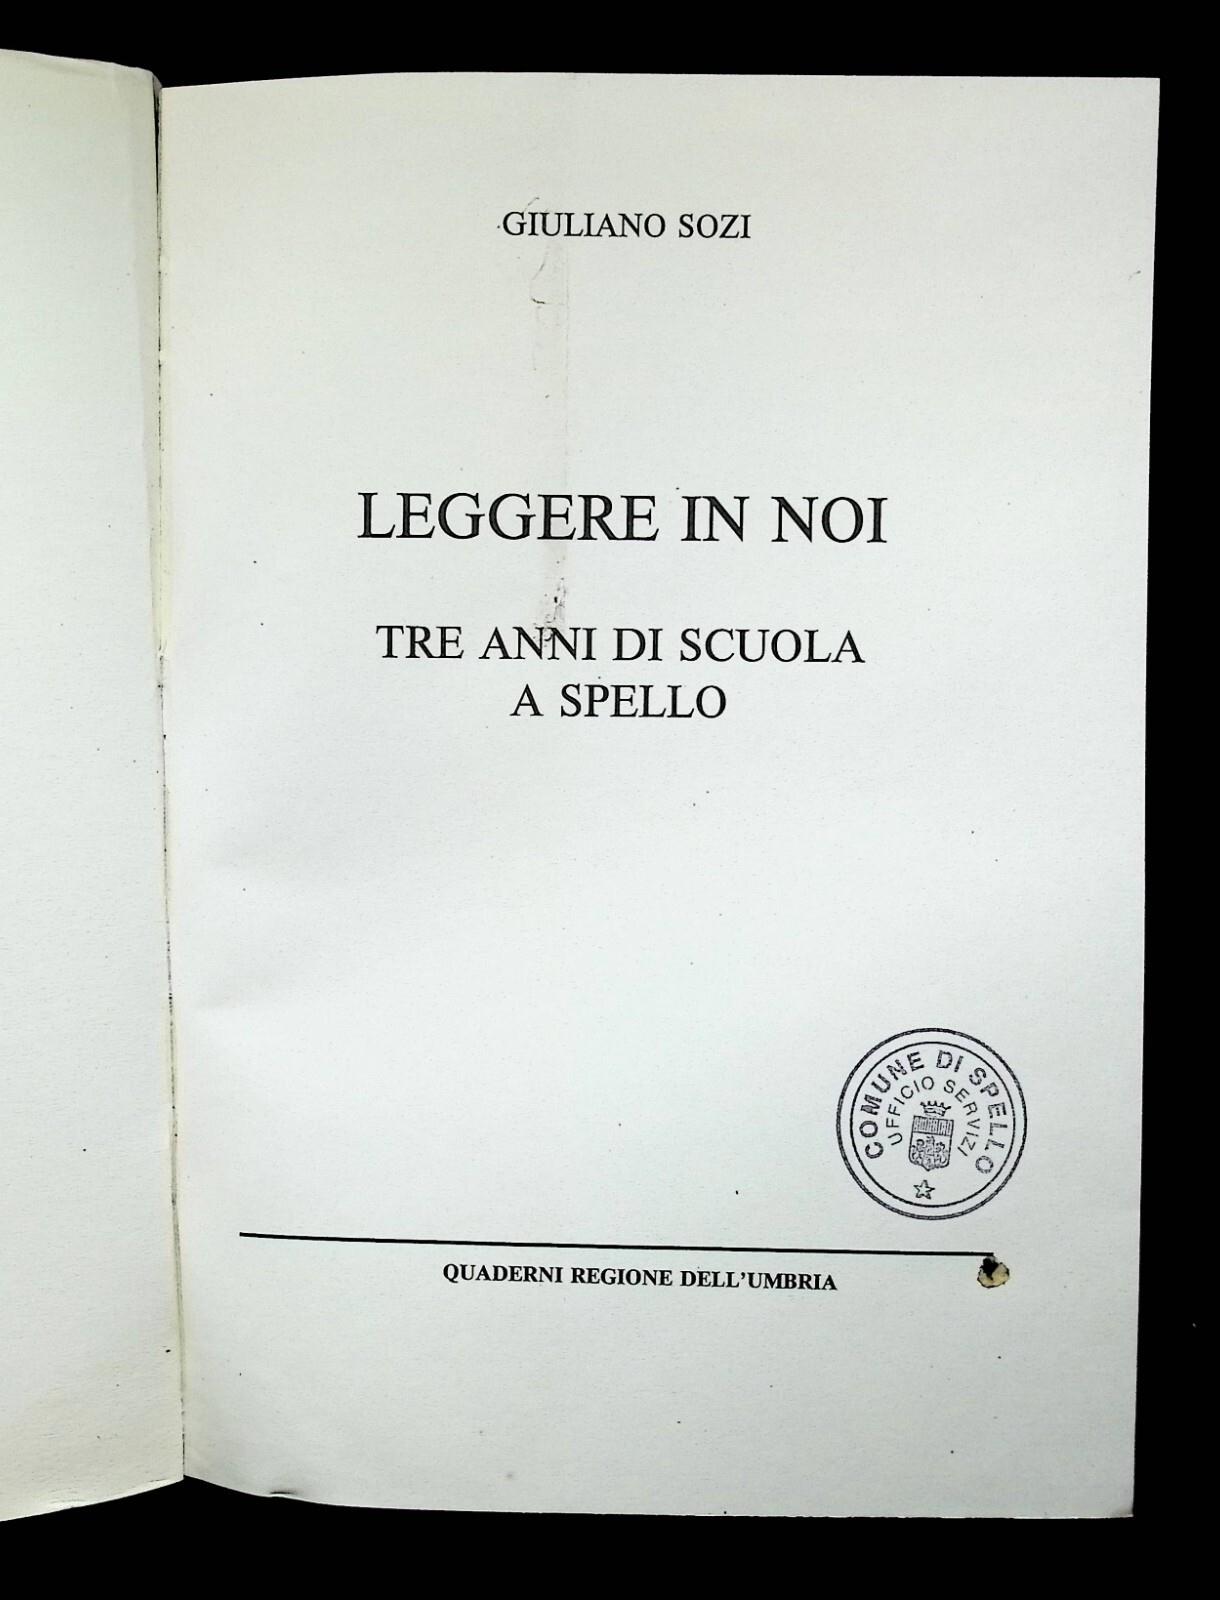 GIULIANO SOZI
LEGGERE IN NOI
TRE ANNI DI SCUOLA
A SPELLO
COMUNE DI SPELLO
UFFICIO SERVIZI
QUADERNI REGIONE DELL'UMBRIA